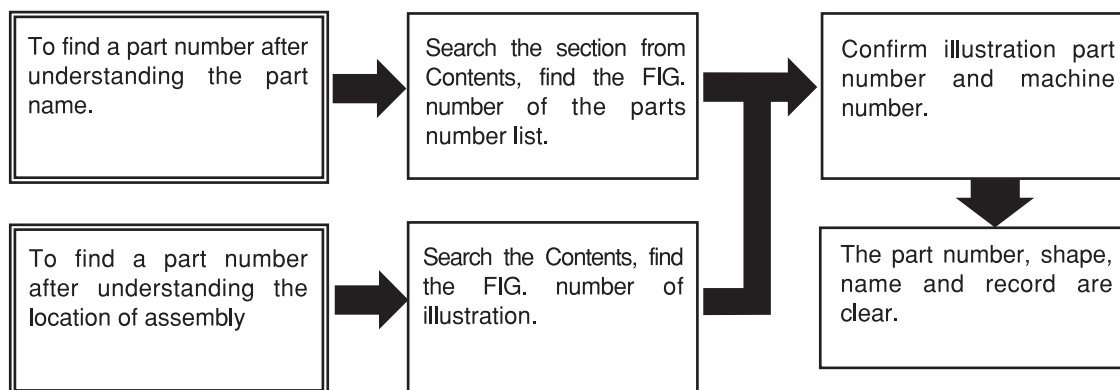 To find a part number after
understanding the part
name.
Search the section from
Contents, find the FIG.
number of the parts
number list.
Confirm illustration part
number and machine
number.
To find a part number
after understanding the
location of assembly
Search the Contents, find
the FIG. number of
illustration.
The part number, shape,
name and record are
clear.